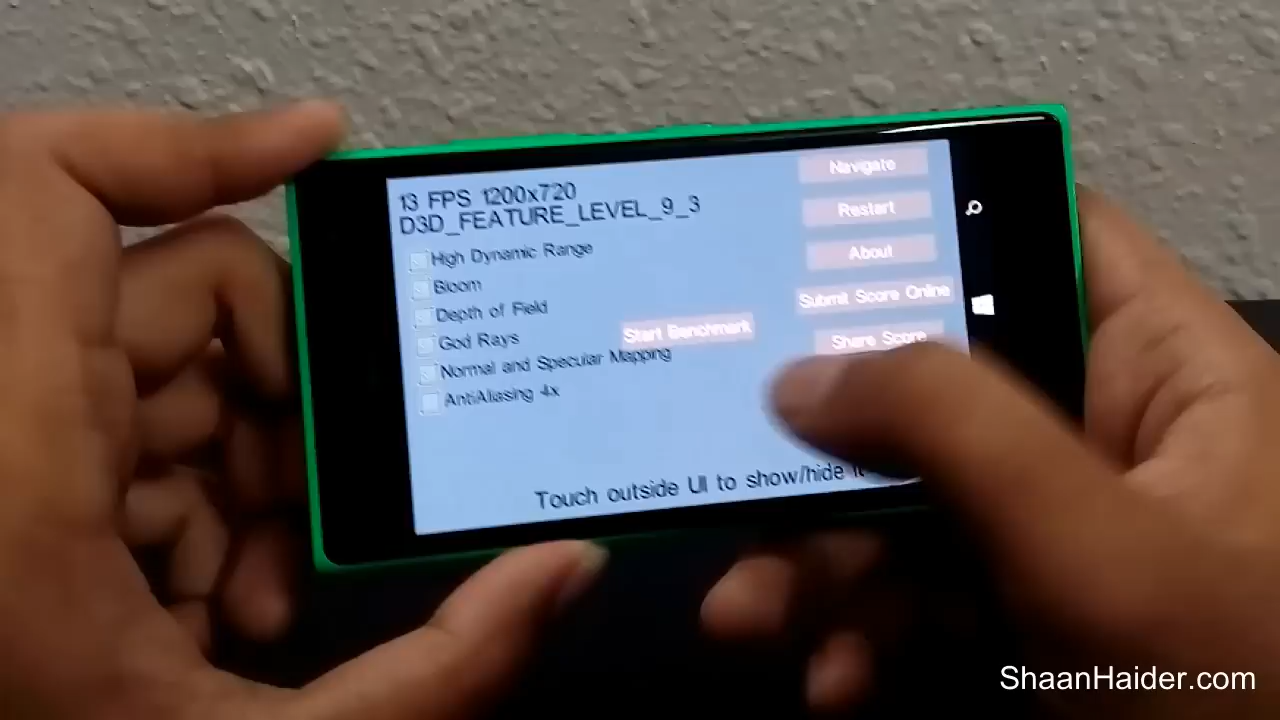 13 FPS 1200x720
D3D_FEATURE_LEVEL_9_3
High Dynamic Range
Bloom
Depth of Field
God Rays
Normal and Specular Mapping
AntiAliasing 4x
Start Benchmark
Navigate
Restart
About
Submit Score Online
Share Score
Touch outside UI to show/hide it
ShaanHaider.com